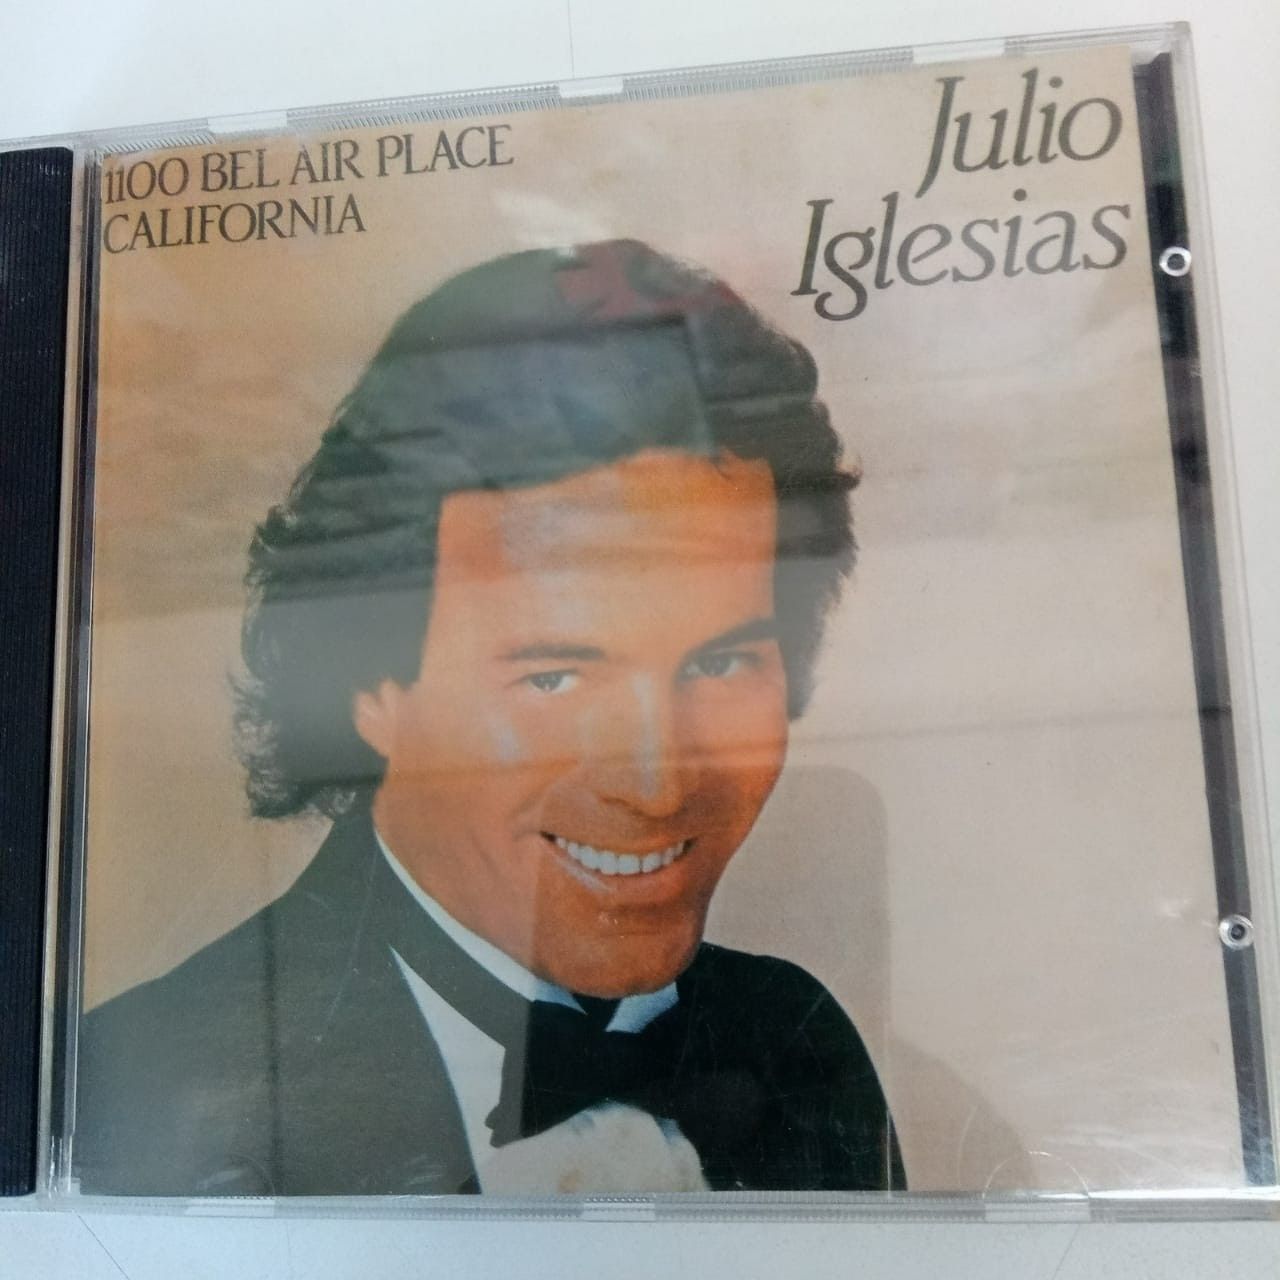 1100 BEL AIR PLACE
CALIFORNIA
Julio
Iglesias